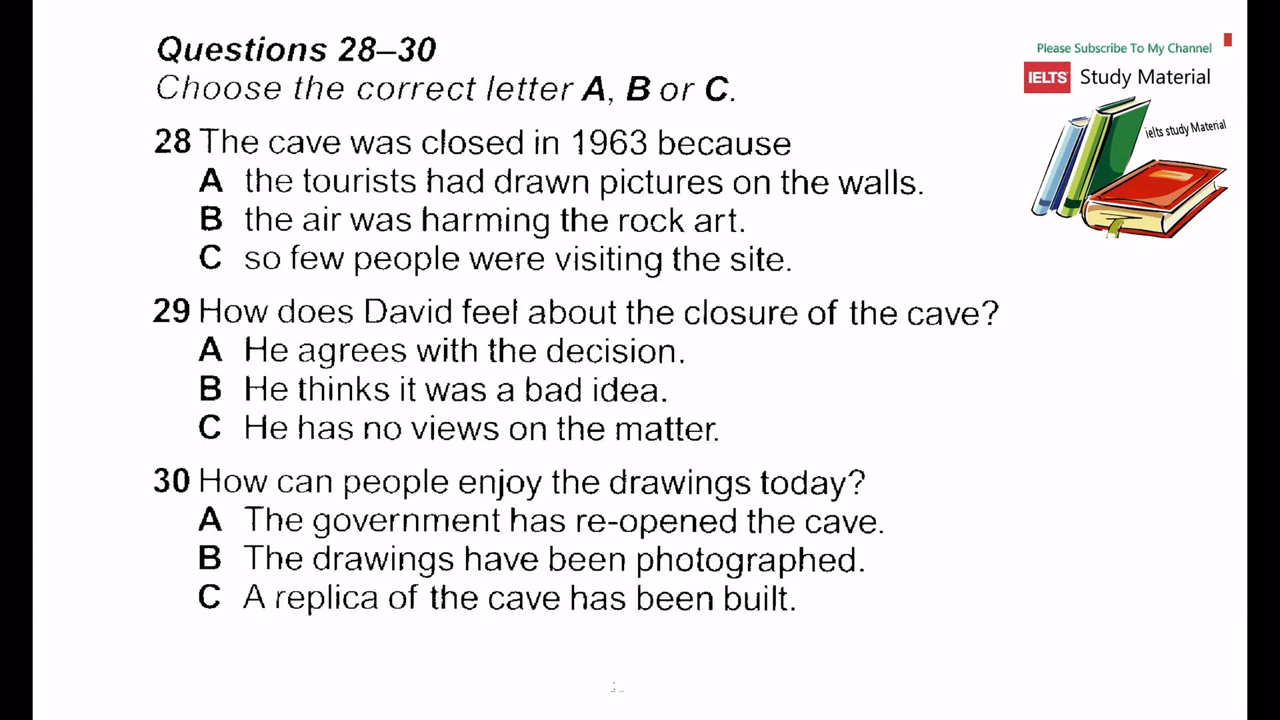 Questions 28–30
Choose the correct letter A, B or C.
28 The cave was closed in 1963 because
A the tourists had drawn pictures on the walls.
B the air was harming the rock art.
C so few people were visiting the site.
29 How does David feel about the closure of the cave?
A He agrees with the decision.
B He thinks it was a bad idea.
C He has no views on the matter.
30 How can people enjoy the drawings today?
A The government has re-opened the cave.
B The drawings have been photographed.
C A replica of the cave has been built.
Please Subscribe To My Channel
IELTS Study Material
ielts study Material